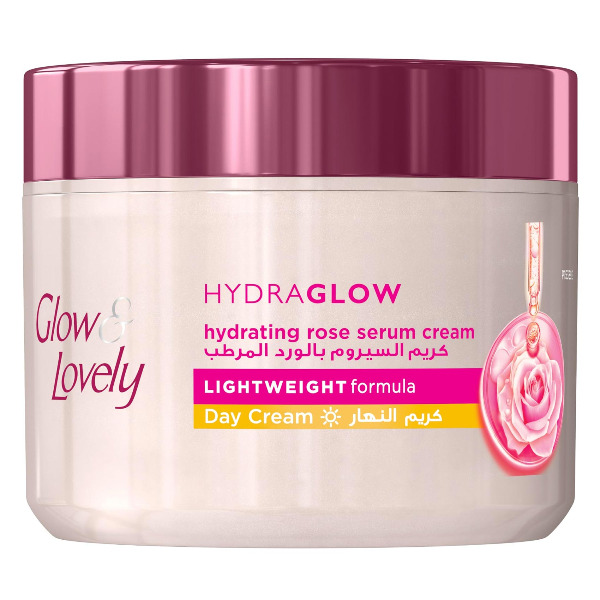 Glow &
Lovely
HYDRAGLOW
hydrating rose serum cream
كريم السيروم بالورد المرطب
LIGHTWEIGHT formula
Day Cream كريم النهار